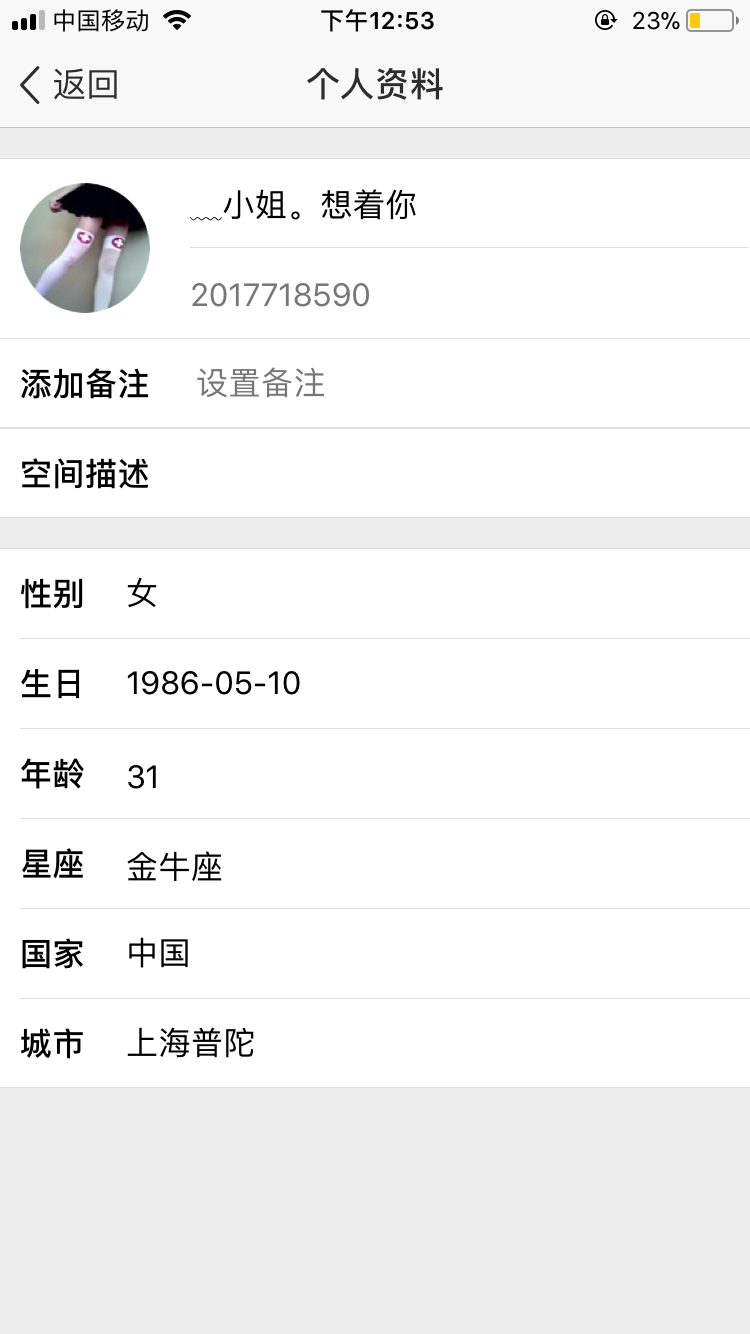 中国移动 下午12:53 23%
返回 个人资料
﹏小姐。想着你
2017718590
添加备注 设置备注
空间描述
性别 女
生日 1986-05-10
年龄 31
星座 金牛座
国家 中国
城市 上海普陀